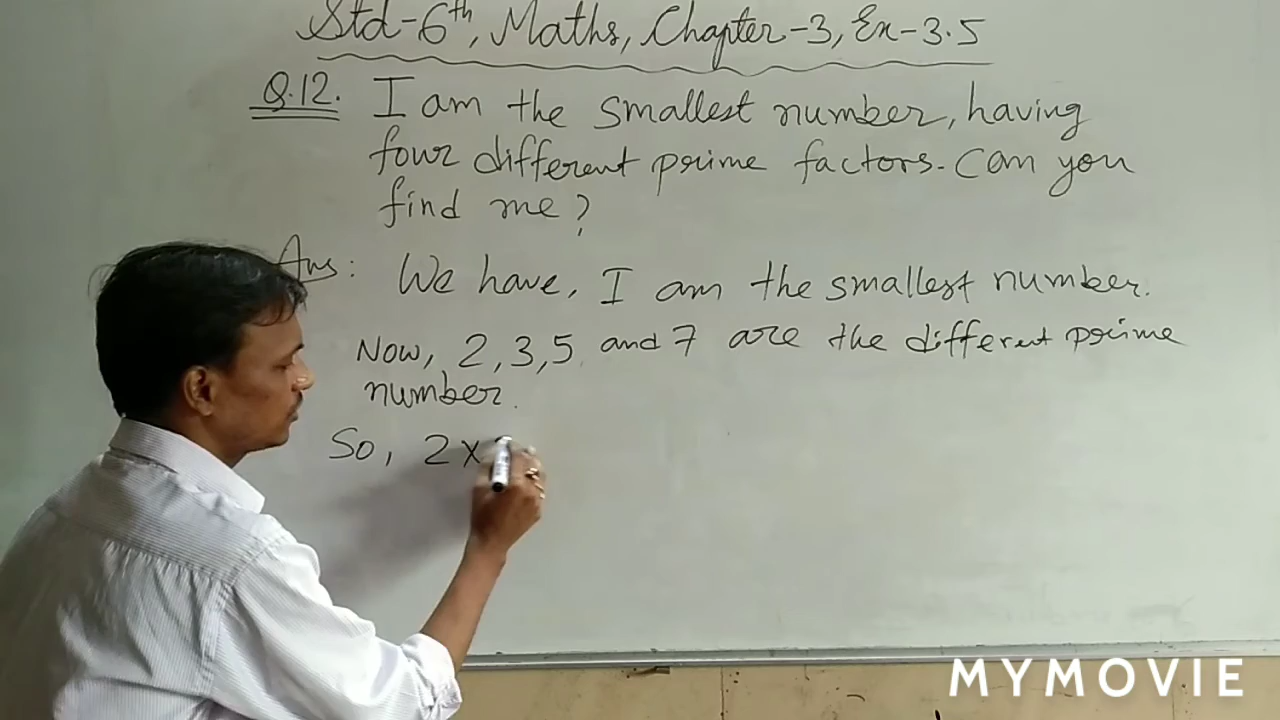 Std-6th, Maths, Chapter-3, Ex-3.5
Q.12. I am the smallest number, having
four different prime factors. Can you
find me?
Ans: We have, I am the smallest number.
Now, 2, 3, 5 and 7 are the different prime
number.
So, 2 ×
MYMOVIE